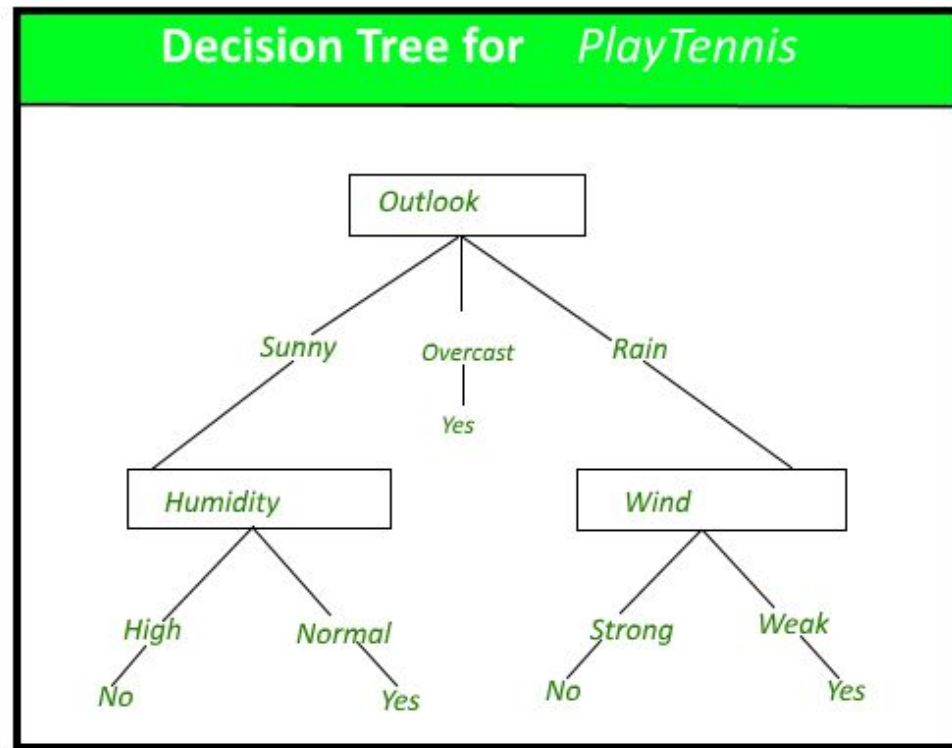 Decision Tree for PlayTennis
Outlook
Sunny Overcast Rain
Yes
Humidity Wind
High Normal Strong Weak
No Yes No Yes